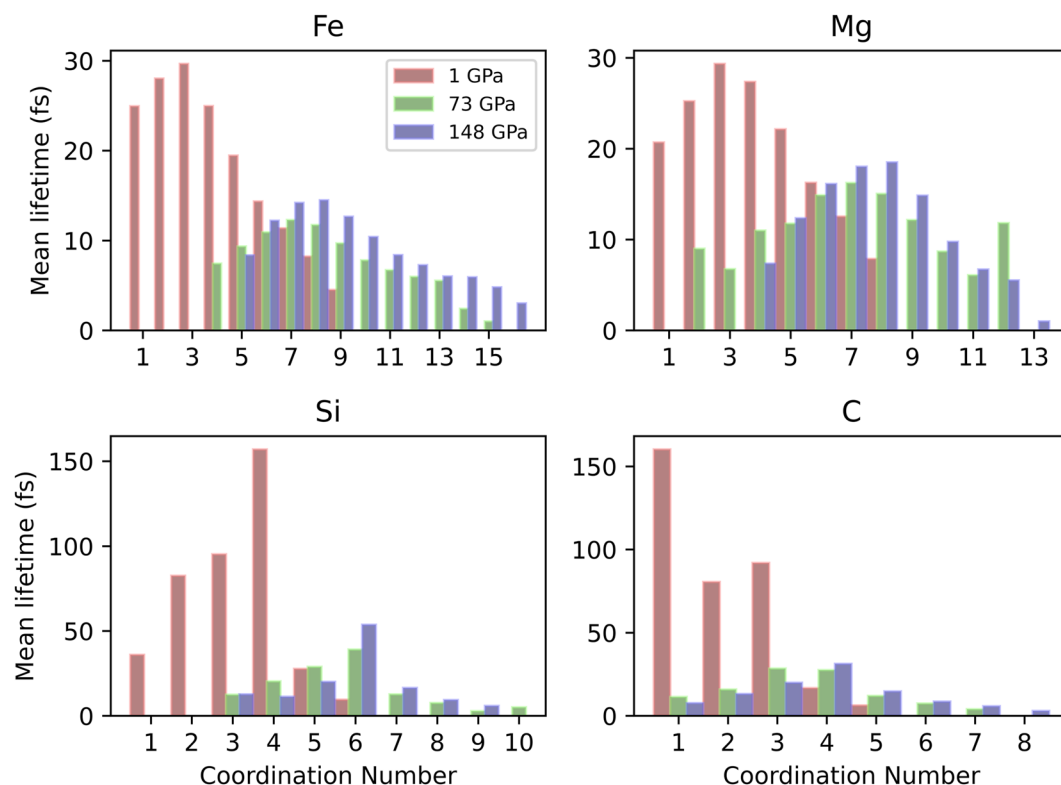 Fe
Mg
30
20
10
0
Mean lifetime (fs)
1 GPa
73 GPa
148 GPa
1 3 5 7 9 11 13 15
30
20
10
0
1 3 5 7 9 11 13
Si
C
150
100
50
0
Mean lifetime (fs)
1 2 3 4 5 6 7 8 9 10
Coordination Number
150
100
50
0
1 2 3 4 5 6 7 8
Coordination Number